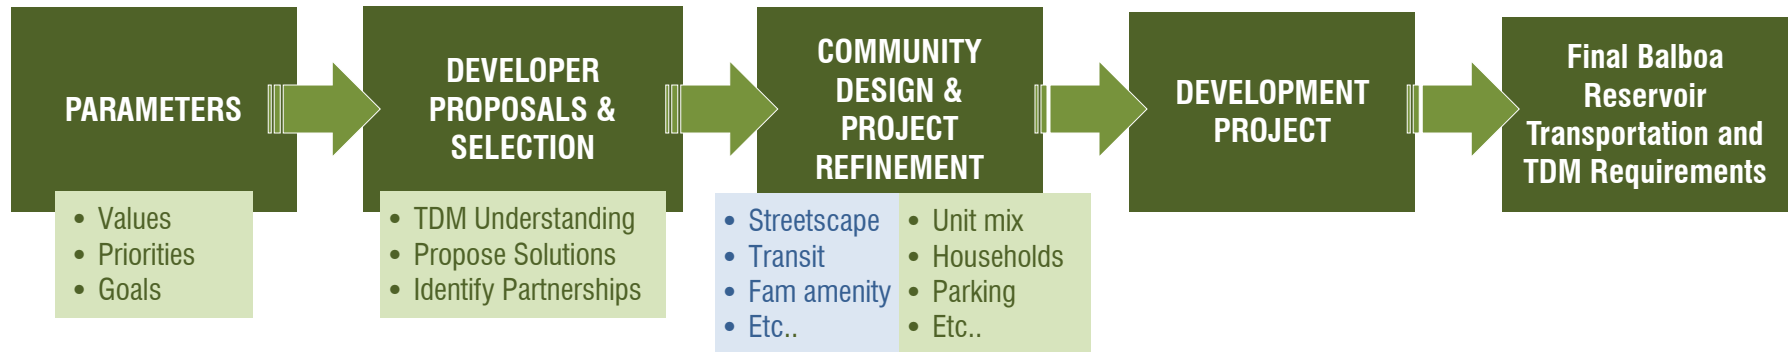 PARAMETERS
• Values
• Priorities
• Goals
DEVELOPER
PROPOSALS &
SELECTION
• TDM Understanding
• Propose Solutions
• Identify Partnerships
COMMUNITY
DESIGN &
PROJECT
REFINEMENT
• Streetscape
• Transit
• Fam amenity
• Etc..
• Unit mix
• Households
• Parking
• Etc..
DEVELOPMENT
PROJECT
Final Balboa
Reservoir
Transportation and
TDM Requirements